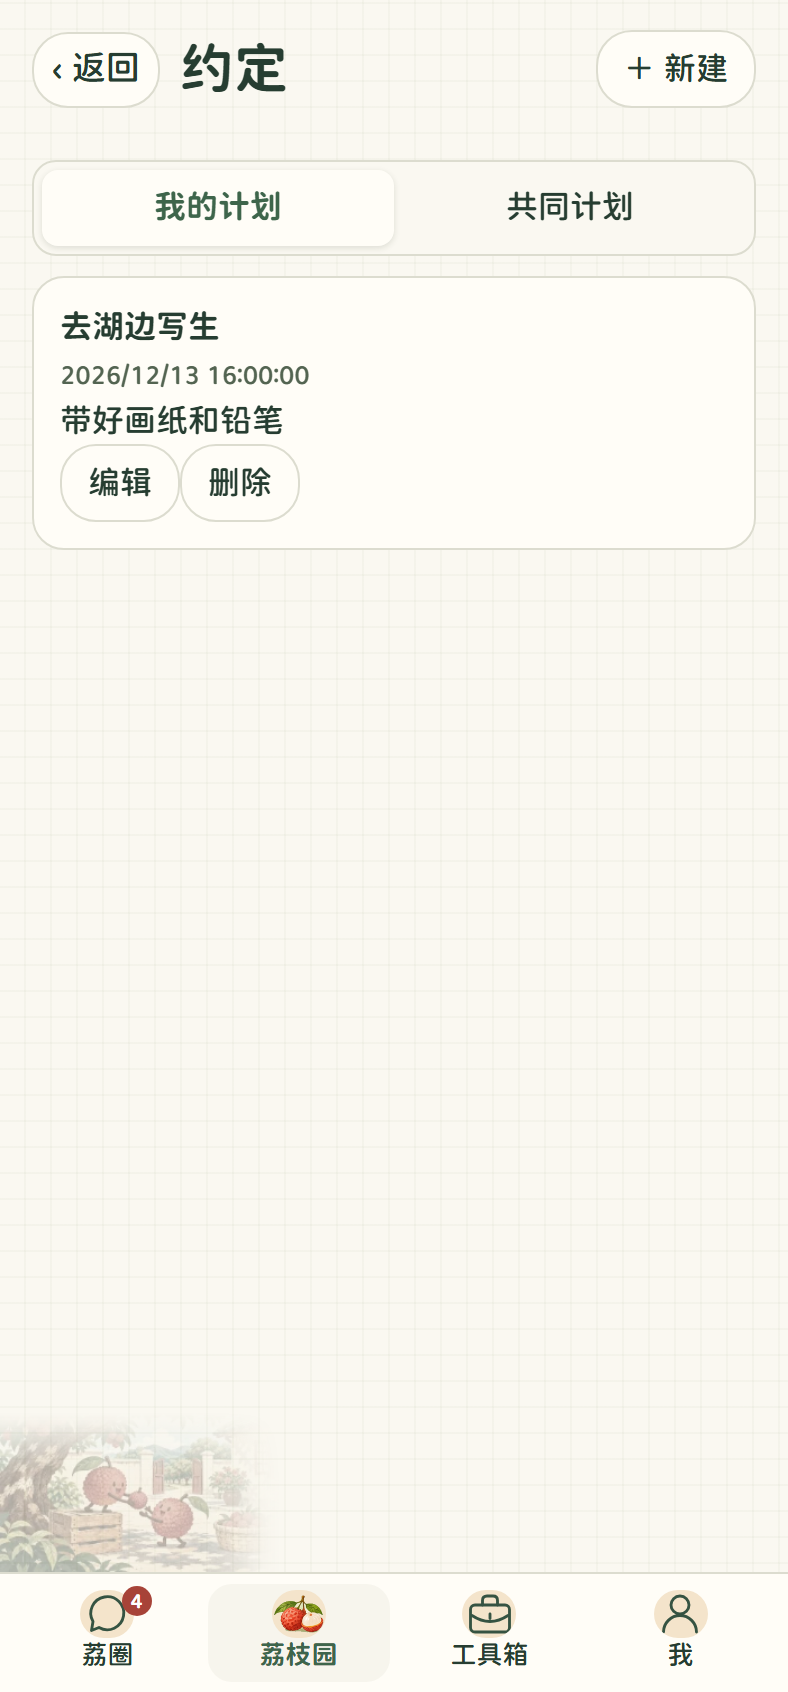 ‹ 返回
约定
＋ 新建
我的计划
共同计划
去湖边写生
2026/12/13 16:00:00
带好画纸和铅笔
编辑
删除
4
荔圈
荔枝园
工具箱
我